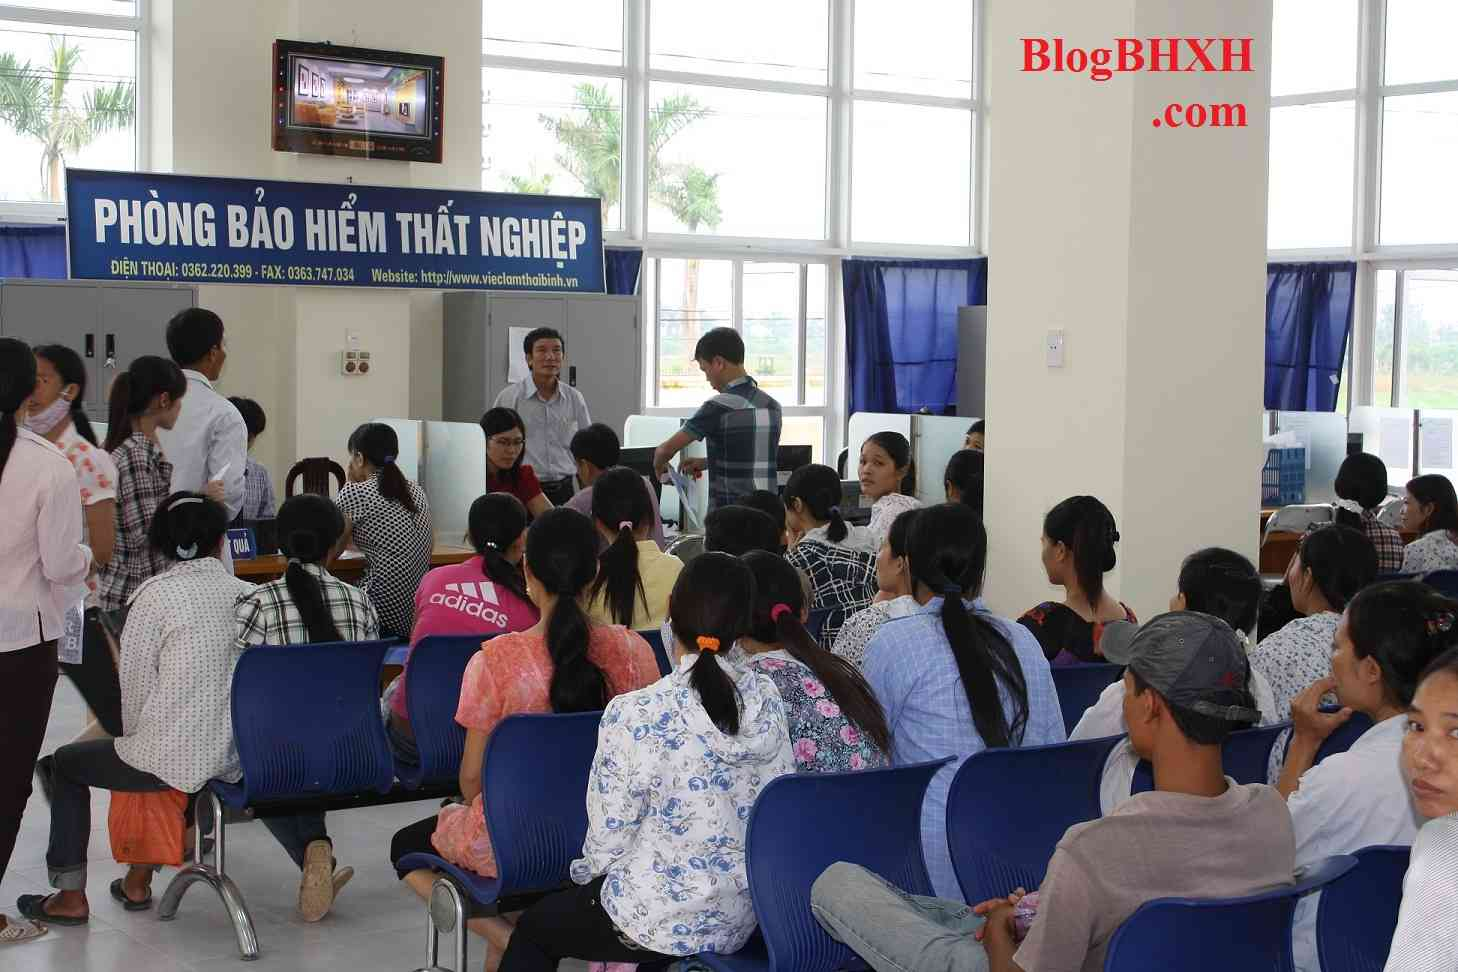 BlogBHXH
.com
PHÒNG BẢO HIỂM THẤT NGHIỆP
ĐIỆN THOẠI: 0362.220.399 - FAX: 0363.747.034 Website: http://www.vieclamthaibinh.vn
QUẢ
adidas